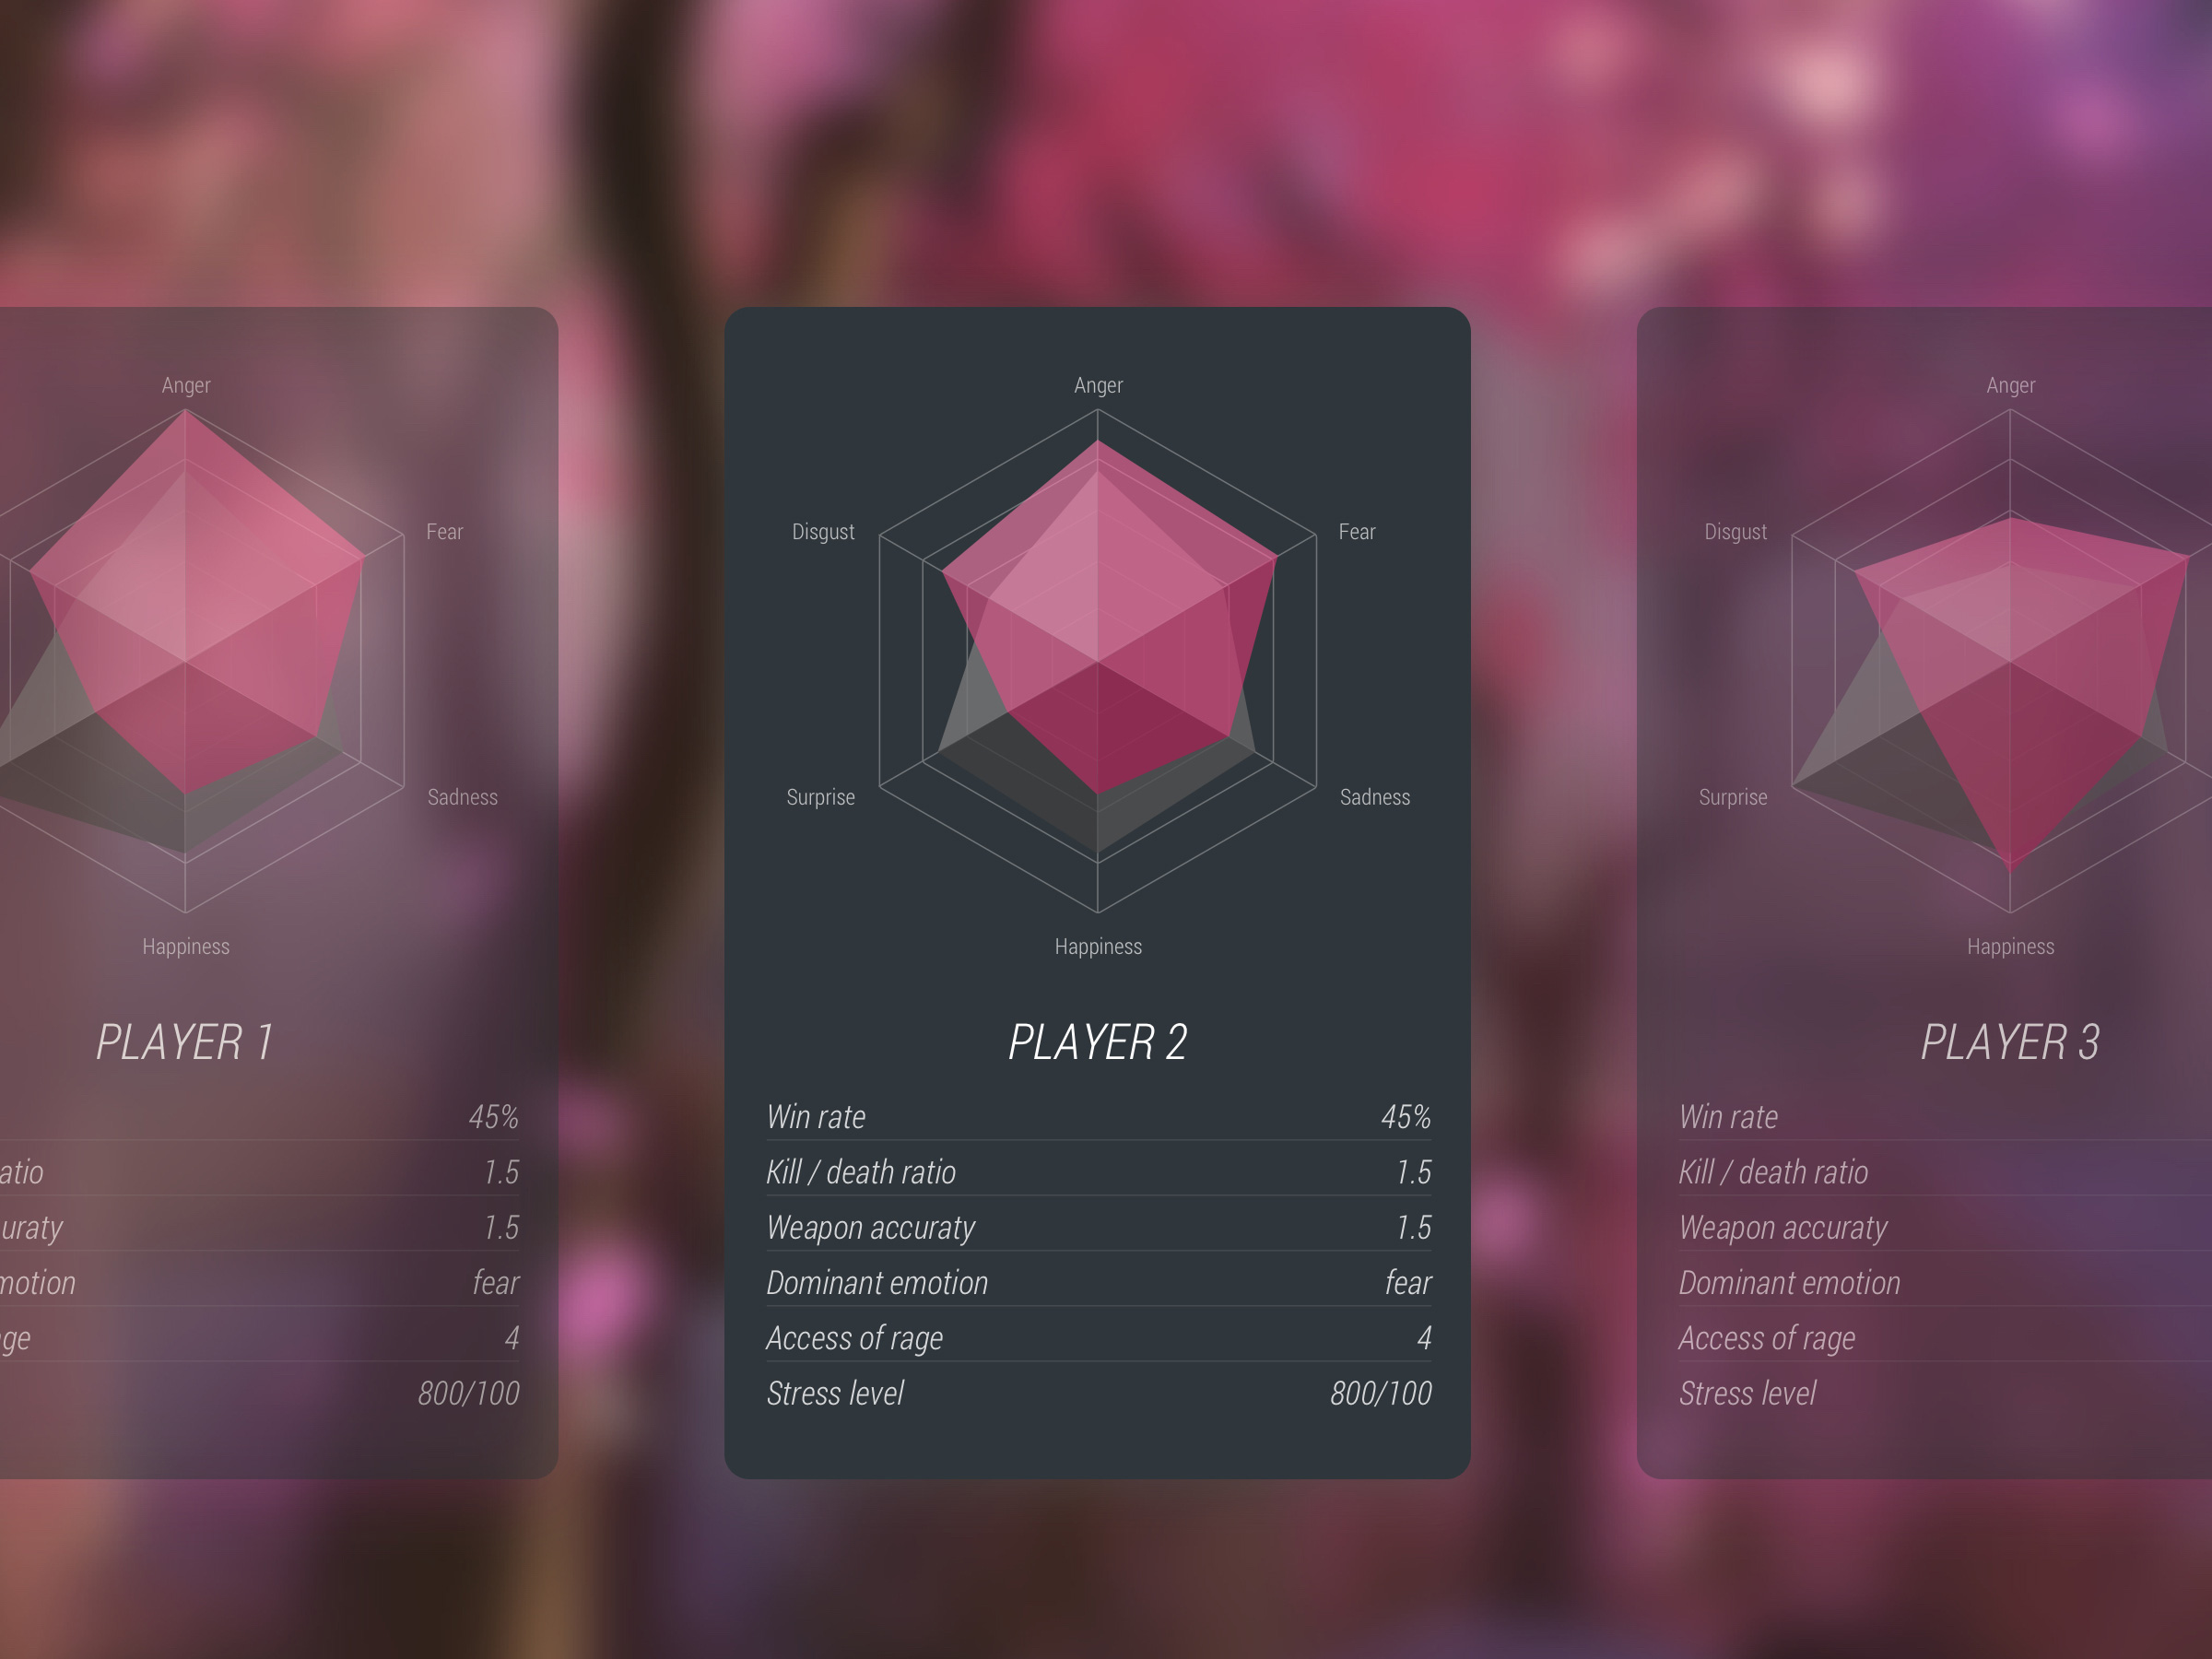 Anger
Fear
Sadness
Happiness
PLAYER 1
45%
atio 1.5
uraty 1.5
motion fear
ge 4
800/100
Anger
Disgust Fear
Surprise Sadness
Happiness
PLAYER 2
Win rate 45%
Kill / death ratio 1.5
Weapon accuraty 1.5
Dominant emotion fear
Access of rage 4
Stress level 800/100
Anger
Disgust
Surprise
Happiness
PLAYER 3
Win rate
Kill / death ratio
Weapon accuraty
Dominant emotion
Access of rage
Stress level